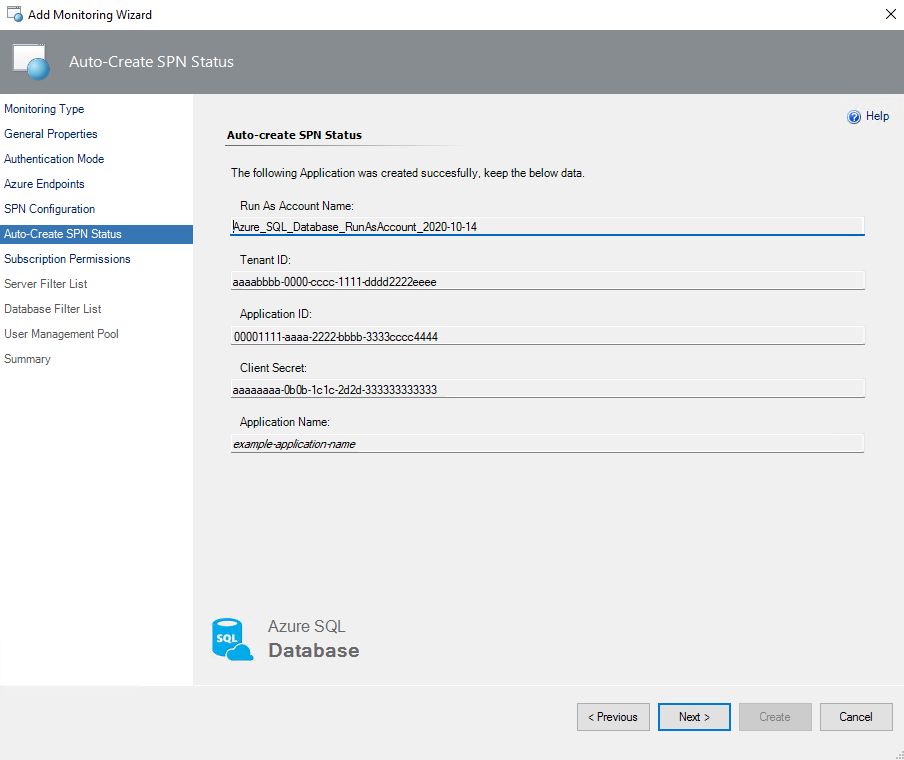 Add Monitoring Wizard
Auto-Create SPN Status
Monitoring Type
General Properties
Authentication Mode
Azure Endpoints
SPN Configuration
Auto-Create SPN Status
Subscription Permissions
Server Filter List
Database Filter List
User Management Pool
Summary
Help
Auto-create SPN Status
The following Application was created succesfully, keep the below data.
Run As Account Name:
Azure_SQL_Database_RunAsAccount_2020-10-14
Tenant ID:
aaaabbbb-0000-cccc-1111-dddd2222eeee
Application ID:
00001111-aaaa-2222-bbbb-3333cccc4444
Client Secret:
aaaaaaaa-0b0b-1c1c-2d2d-333333333333
Application Name:
example-application-name
SQL
Azure SQL
Database
< Previous
Next >
Create
Cancel